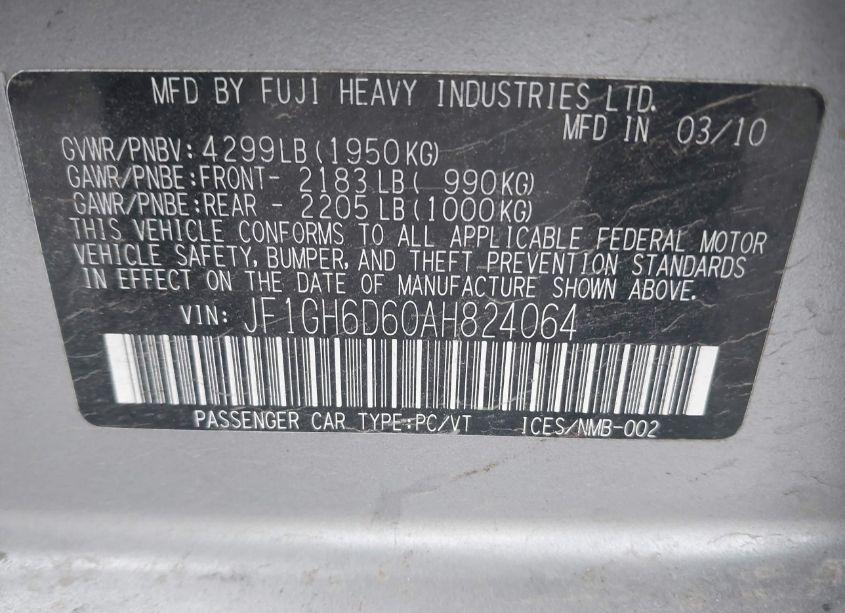 MFD BY FUJI HEAVY INDUSTRIES LTD.
MFD IN 03/10
GVWR/PNBV: 4299LB (1950KG)
GAWR/PNBE:FRONT- 2183LB( 990KG)
GAWR/PNBE:REAR - 2205LB(1000KG)
THIS VEHICLE CONFORMS TO ALL APPLICABLE FEDERAL MOTOR
VEHICLE SAFETY, BUMPER, AND THEFT PREVENTION STANDARDS
IN EFFECT ON THE DATE OF MANUFACTURE SHOWN ABOVE.
VIN: JF1GH6D60AH824064
PASSENGER CAR TYPE:PC/VT ICES/NMB-002